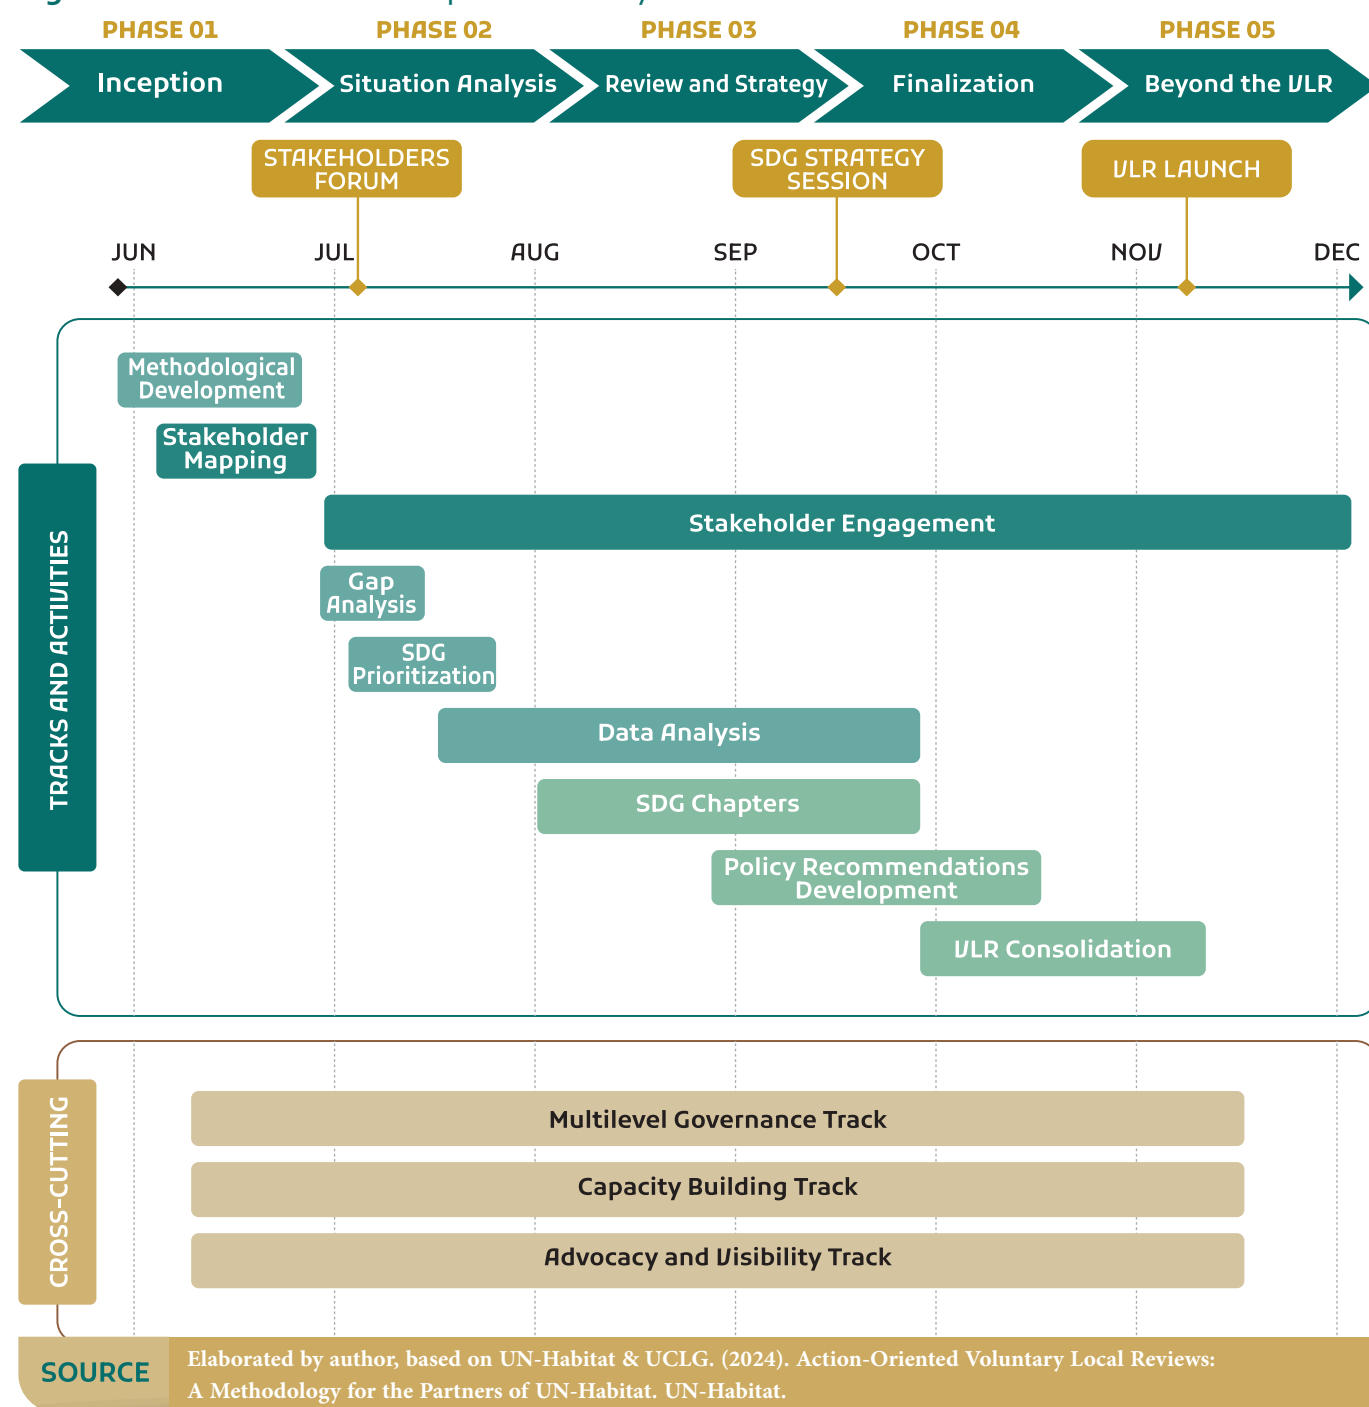 PHASE 01
PHASE 02
PHASE 03
PHASE 04
PHASE 05
Inception
Situation Analysis
Review and Strategy
Finalization
Beyond the VLR
STAKEHOLDERS
FORUM
SDG STRATEGY
SESSION
VLR LAUNCH
JUN
JUL
AUG
SEP
OCT
NOV
DEC
TRACKS AND ACTIVITIES
Methodological
Development
Stakeholder
Mapping
Stakeholder Engagement
Gap
Analysis
SDG
Prioritization
Data Analysis
SDG Chapters
Policy Recommendations
Development
VLR Consolidation
CROSS-CUTTING
Multilevel Governance Track
Capacity Building Track
Advocacy and Visibility Track
SOURCE
Elaborated by author, based on UN-Habitat & UCLG. (2024). Action-Oriented Voluntary Local Reviews:
A Methodology for the Partners of UN-Habitat. UN-Habitat.